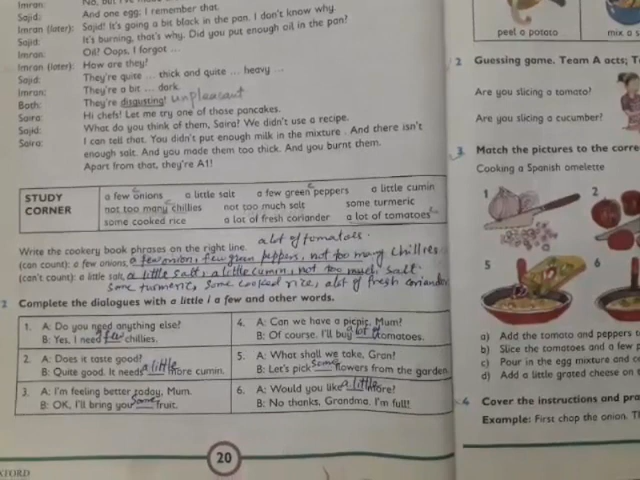 Imran:
Sajid: And one egg; I remember that.
Imran (later): Sajid! It's going a bit black in the pan. I don't know why.
Sajid: It's burning, that's why. Did you put enough oil in the pan?
Imran: Oil? Oops, I forgot ...
Imran (later): How are they?
Sajid: They're quite ... thick and quite ... heavy ...
Imran: They're a bit ... dark.
Both: They're disgusting! unpleasant
Saira: Hi chefs! Let me try one of those pancakes.
Sajid: What do you think of them, Saira? We didn't use a recipe.
Saira: I can tell that. You didn't put enough milk in the mixture. And there isn't
enough salt. And you made them too thick. And you burnt them.
Apart from that, they're A1!
STUDY CORNER
a few onions a little salt a few green peppers a little cumin
not too many chillies not too much salt some turmeric
some cooked rice a lot of fresh coriander a lot of tomatoes
Write the cookery book phrases on the right line. a lot of tomatoes.
(can count): a few onions, a few onion, few green peppers, not too many chillies
(can't count): a little salt, a little salt, a little cumin, not too much salt.
some turmeric, some cooked rice, a lot of fresh coriander
2 Complete the dialogues with a little / a few and other words.
1. A: Do you need anything else?
B: Yes, I need few chillies.
2. A: Does it taste good?
B: Quite good. It needs a little more cumin.
3. A: I'm feeling better today, Mum.
B: OK, I'll bring you some fruit.
4. A: Can we have a picnic, Mum?
B: Of course. I'll buy lot of tomatoes.
5. A: What shall we take, Gran?
B: Let's pick some flowers from the garden
6. A: Would you like a little more?
B: No thanks, Grandma. I'm full!
20
peel a potato
mix a s
2 Guessing game. Team A acts; T
Are you slicing a tomato?
Are you slicing a cucumber?
3 Match the pictures to the corre
Cooking a Spanish omelette
1
2
5
6
a) Add the tomato and peppers t
b) Slice the tomatoes and a few p
c) Pour in the egg mixture and c
d) Add a little grated cheese on t
4 Cover the instructions and pra
Example: First chop the onion. T